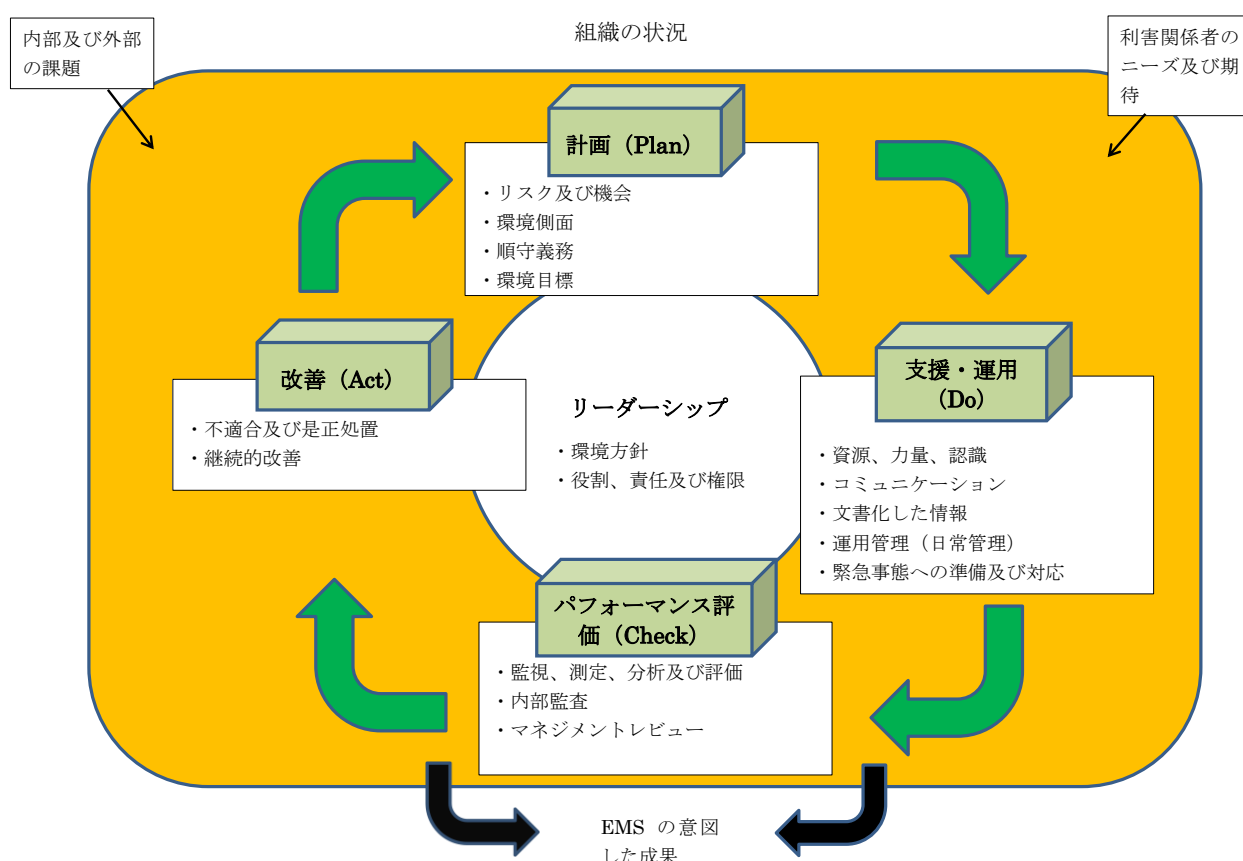 組織の状況
内部及び外部
の課題
利害関係者の
ニーズ及び期
待
計画（Plan）
・リスク及び機会
・環境側面
・順守義務
・環境目標
改善（Act）
・不適合及び是正処置
・継続的改善
リーダーシップ
・環境方針
・役割、責任及び権限
支援・運用
（Do）
・資源、力量、認識
・コミュニケーション
・文書化した情報
・運用管理（日常管理）
・緊急事態への準備及び対応
パフォーマンス評
価（Check）
・監視、測定、分析及び評価
・内部監査
・マネジメントレビュー
EMS の意図
した成果